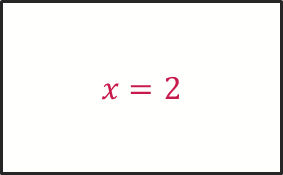 x = 2